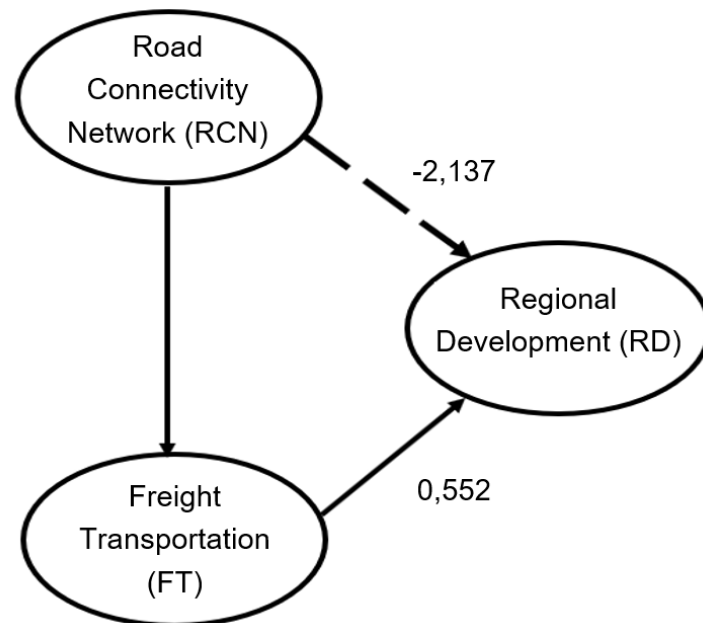 Road
Connectivity
Network (RCN)
-2,137
Regional
Development (RD)
0,552
Freight
Transportation
(FT)